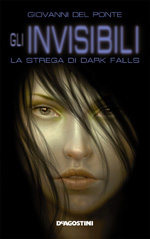 GIOVANNI DEL PONTE
GLI INVISIBILI
LA STREGA DI DARK FALLS
DEAGOSTINI